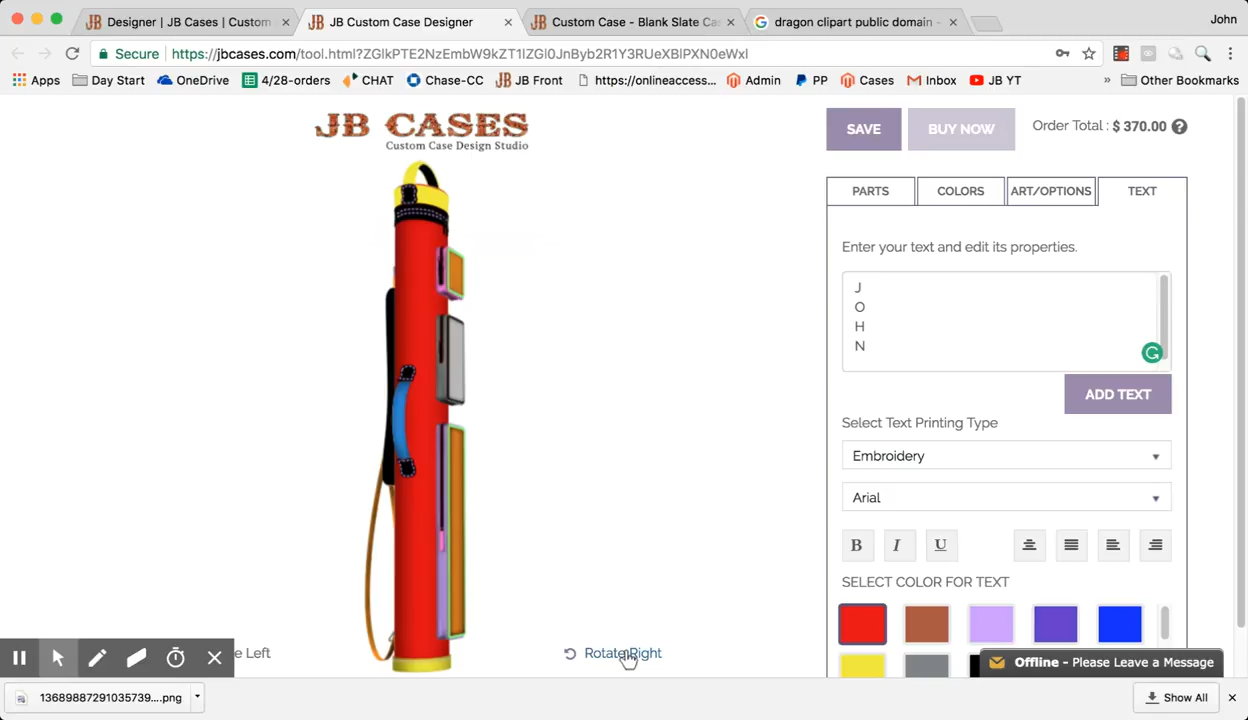 Designer | JB Cases | Custom
JB Custom Case Designer
Custom Case - Blank Slate Cas
dragon clipart public domain -
John
Secure
https://jbcases.com/tool.html?ZGlkPTE2NzEmbW9kZT1lZGl0JnByb2R1Y3RUeXBlPXN0eWxl
Apps
Day Start
OneDrive
4/28-orders
CHAT
Chase-CC
JB Front
https://onlineaccess...
Admin
PP
Cases
Inbox
JB YT
»
Other Bookmarks
JB CASES
Custom Case Design Studio
SAVE
BUY NOW
Order Total : $ 370.00
PARTS
COLORS
ART/OPTIONS
TEXT
Enter your text and edit its properties.
J
O
H
N
ADD TEXT
Select Text Printing Type
Embroidery
Arial
B
I
U
SELECT COLOR FOR TEXT
e Left
Rotate Right
Offline - Please Leave a Message
13689887291035739....png
Show All